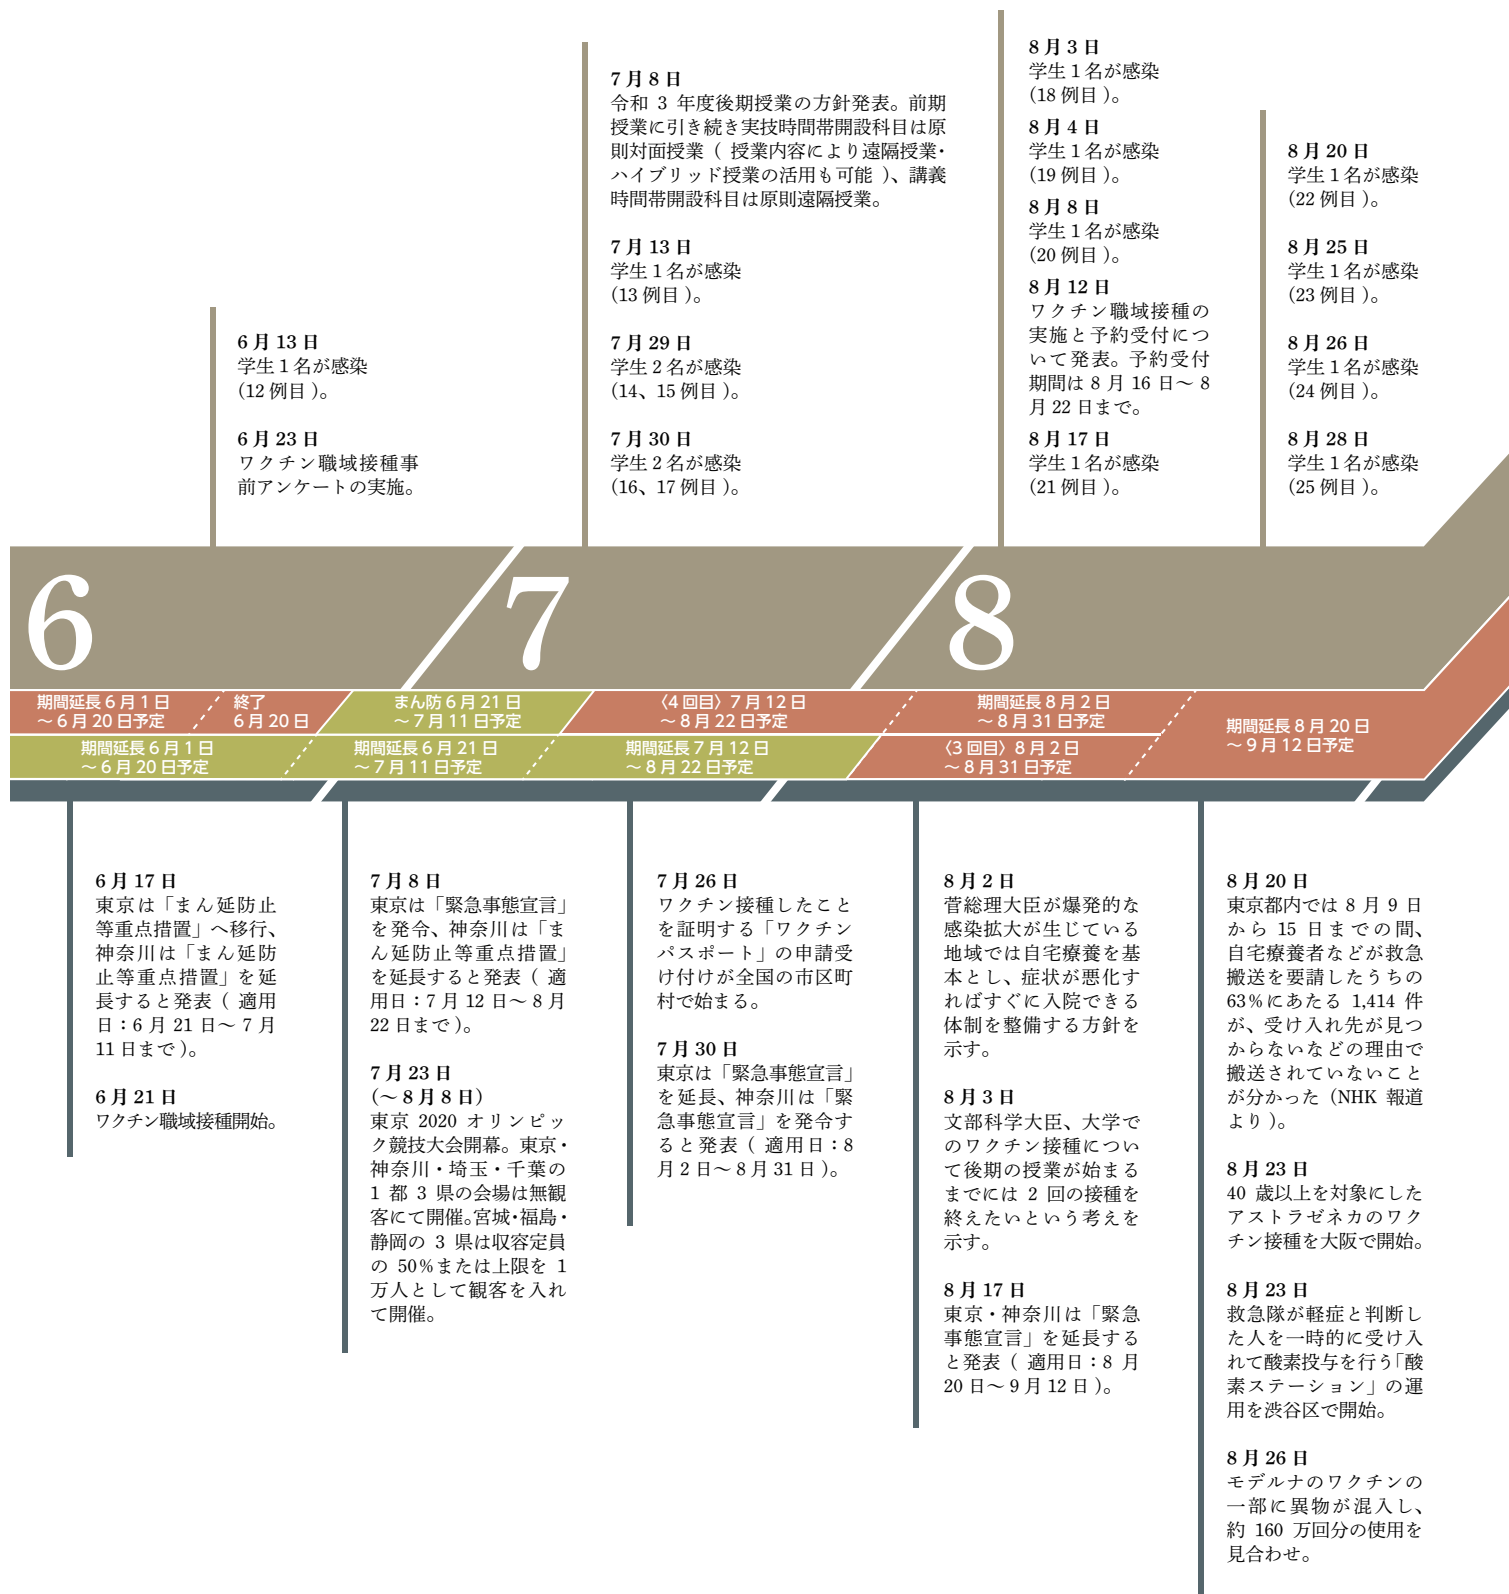 6月13日
学生1名が感染
(12例目)。
6月23日
ワクチン職域接種事
前アンケートの実施。
7月8日
令和 3 年度後期授業の方針発表。前期
授業に引き続き実技時間帯開設科目は原
則対面授業（ 授業内容により遠隔授業・
ハイブリッド授業の活用も可能 )、講義
時間帯開設科目は原則遠隔授業。
7月13日
学生1名が感染
(13例目)。
7月29日
学生2名が感染
(14、15例目)。
7月30日
学生2名が感染
(16、17例目)。
8月3日
学生1名が感染
(18例目)。
8月4日
学生1名が感染
(19例目)。
8月8日
学生1名が感染
(20例目)。
8月12日
ワクチン職域接種の
実施と予約受付につ
いて発表。予約受付
期間は8月16日〜8
月22日まで。
8月17日
学生1名が感染
(21例目)。
8月20日
学生1名が感染
(22例目)。
8月25日
学生1名が感染
(23例目)。
8月26日
学生1名が感染
(24例目)。
8月28日
学生1名が感染
(25例目)。
6
7
8
期間延長6月1日
〜6月20日予定
終了
6月20日
まん防6月21日
〜7月11日予定
〈4回目〉7月12日
〜8月22日予定
期間延長8月2日
〜8月31日予定
期間延長8月20日
〜9月12日予定
期間延長6月1日
〜6月20日予定
期間延長6月21日
〜7月11日予定
期間延長7月12日
〜8月22日予定
〈3回目〉8月2日
〜8月31日予定
6月17日
東京は「まん延防止
等重点措置」へ移行、
神奈川は「まん延防
止等重点措置」を延
長すると発表（ 適用
日：6月21日〜7月
11日まで)。
6月21日
ワクチン職域接種開始。
7月8日
東京は「緊急事態宣言」
を発令、神奈川は「ま
ん延防止等重点措置」
を延長すると発表（ 適
用日：7月12日〜8月
22日まで)。
7月23日
(〜8月8日)
東京 2020 オリンピッ
ク競技大会開幕。東京・
神奈川・埼玉・千葉の
1 都 3 県の会場は無観
客にて開催。宮城・福島・
静岡の 3 県は収容定員
の 50％または上限を 1
万人として観客を入れ
て開催。
7月26日
ワクチン接種したこと
を証明する「ワクチン
パスポート」の申請受
け付けが全国の市区町
村で始まる。
7月30日
東京は「緊急事態宣言」
を延長、神奈川は「緊
急事態宣言」を発令す
ると発表（ 適用日：8
月2日〜8月31日)。
8月2日
菅総理大臣が爆発的な
感染拡大が生じている
地域では自宅療養を基
本とし、症状が悪化す
ればすぐに入院できる
体制を整備する方針を
示す。
8月3日
文部科学大臣、大学で
のワクチン接種につい
て後期の授業が始まる
までには 2 回の接種を
終えたいという考えを
示す。
8月17日
東京・神奈川は「緊急
事態宣言」を延長する
と発表（ 適用日：8 月
20日〜9月12日)。
8月20日
東京都内では 8 月 9 日
から 15 日までの間、
自宅療養者などが救急
搬送を要請したうちの
63％にあたる 1,414 件
が、受け入れ先が見つ
からないなどの理由で
搬送されていないこと
が分かった (NHK 報道
より)。
8月23日
40 歳以上を対象にした
アストラゼネカのワク
チン接種を大阪で開始。
8月23日
救急隊が軽症と判断し
た人を一時的に受け入
れて酸素投与を行う「酸
素ステーション」の運
用を渋谷区で開始。
8月26日
モデルナのワクチンの
一部に異物が混入し、
約 160 万回分の使用を
見合わせ。